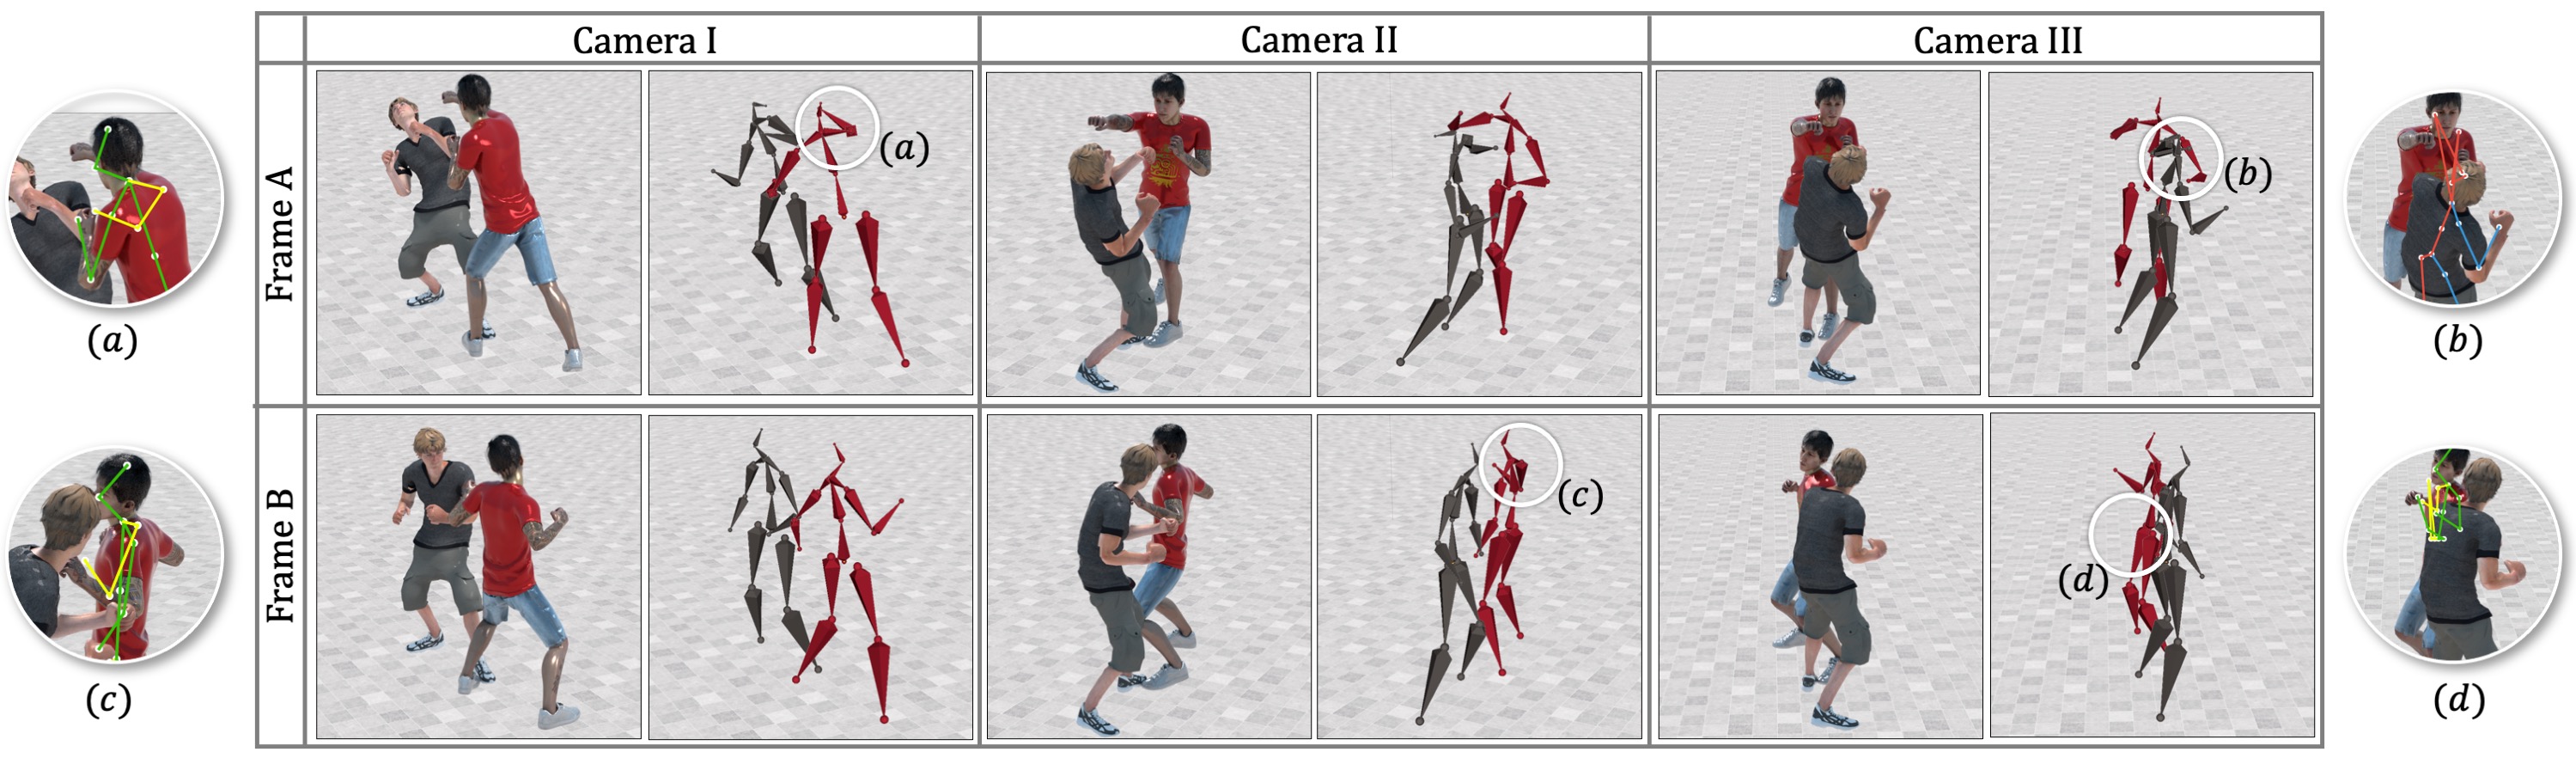 Camera I
Camera II
Camera III
Frame A
(a)
(b)
(a)
(b)
Frame B
(c)
(d)
(c)
(d)